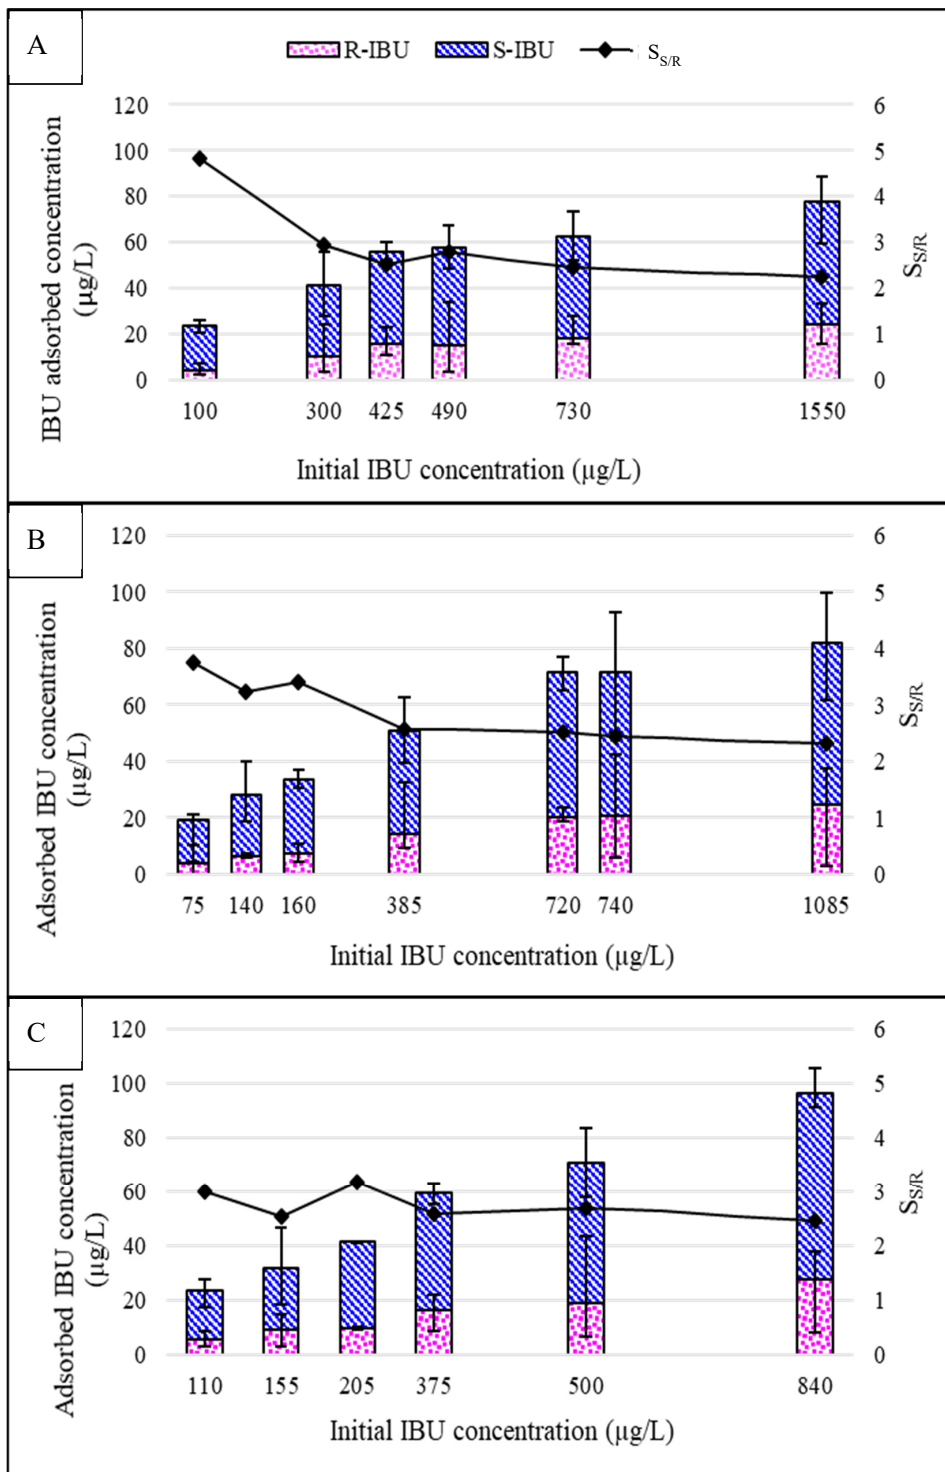 A
R-IBU S-IBU S_S/R
120 6
100 5
80 4
60 3
40 2
20 1
0 0
IBU adsorbed concentration
(µg/L)
S_S/R
100 300 425 490 730 1550
Initial IBU concentration (µg/L)
B
120 6
100 5
80 4
60 3
40 2
20 1
0 0
Adsorbed IBU concentration
(µg/L)
S_S/R
75 140 160 385 720 740 1085
Initial IBU concentration (µg/L)
C
120 6
100 5
80 4
60 3
40 2
20 1
0 0
Adsorbed IBU concentration
(µg/L)
S_S/R
110 155 205 375 500 840
Initial IBU concentration (µg/L)